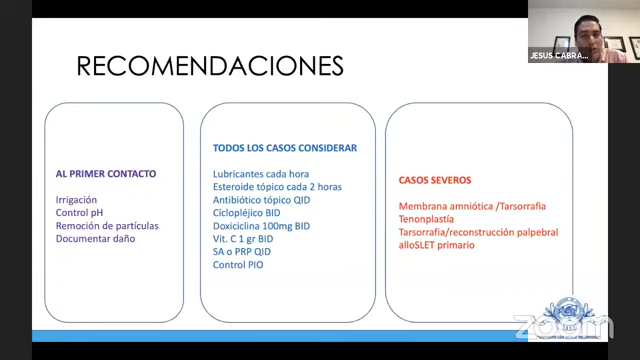 JESUS CABRA...
RECOMENDACIONES
AL PRIMER CONTACTO
Irrigación
Control pH
Remoción de partículas
Documentar daño
TODOS LOS CASOS CONSIDERAR
Lubricantes cada hora
Esteroide tópico cada 2 horas
Antibiótico tópico QID
Ciclopléjico BID
Doxiciclina 100mg BID
Vit. C 1 gr BID
SA o PRP QID
Control PIO
CASOS SEVEROS
Membrana amniótica /Tarsorrafia
Tenonplastía
Tarsorrafia/reconstrucción palpebral
alloSLET primario
zoom